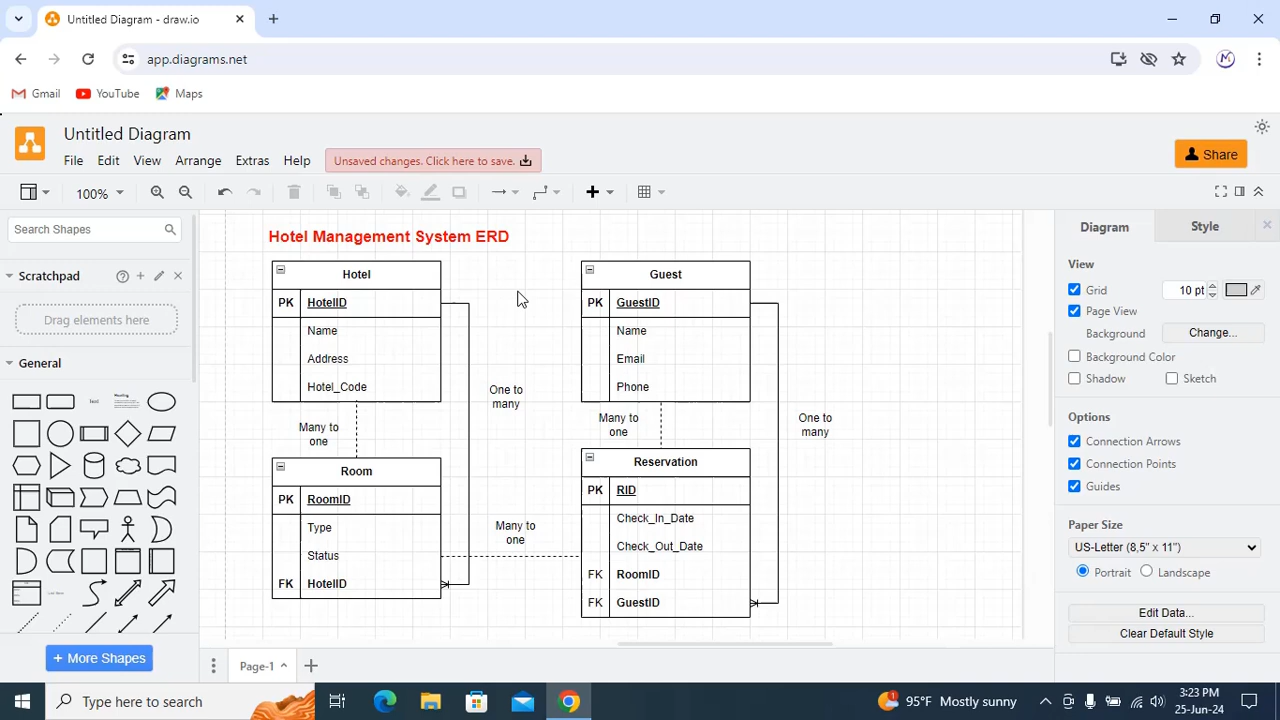 Untitled Diagram - draw.io
app.diagrams.net
Gmail
YouTube
Maps
Untitled Diagram
File
Edit
View
Arrange
Extras
Help
Unsaved changes. Click here to save.
Share
100%
Search Shapes
Scratchpad
Drag elements here
General
Text
Heading
List Item
+ More Shapes
Hotel Management System ERD
Hotel
PK
HotelID
Name
Address
Hotel_Code
Many to
one
Room
PK
RoomID
Type
Status
FK
HotelID
One to
many
Many to
one
Guest
PK
GuestID
Name
Email
Phone
Many to
one
One to
many
Reservation
PK
RID
Check_In_Date
Check_Out_Date
FK
RoomID
FK
GuestID
Page-1
Diagram
Style
View
Grid
10 pt
Page View
Background
Change...
Background Color
Shadow
Sketch
Options
Connection Arrows
Connection Points
Guides
Paper Size
US-Letter (8,5" x 11")
Portrait
Landscape
Edit Data...
Clear Default Style
Type here to search
1
95°F Mostly sunny
3:23 PM
25-Jun-24